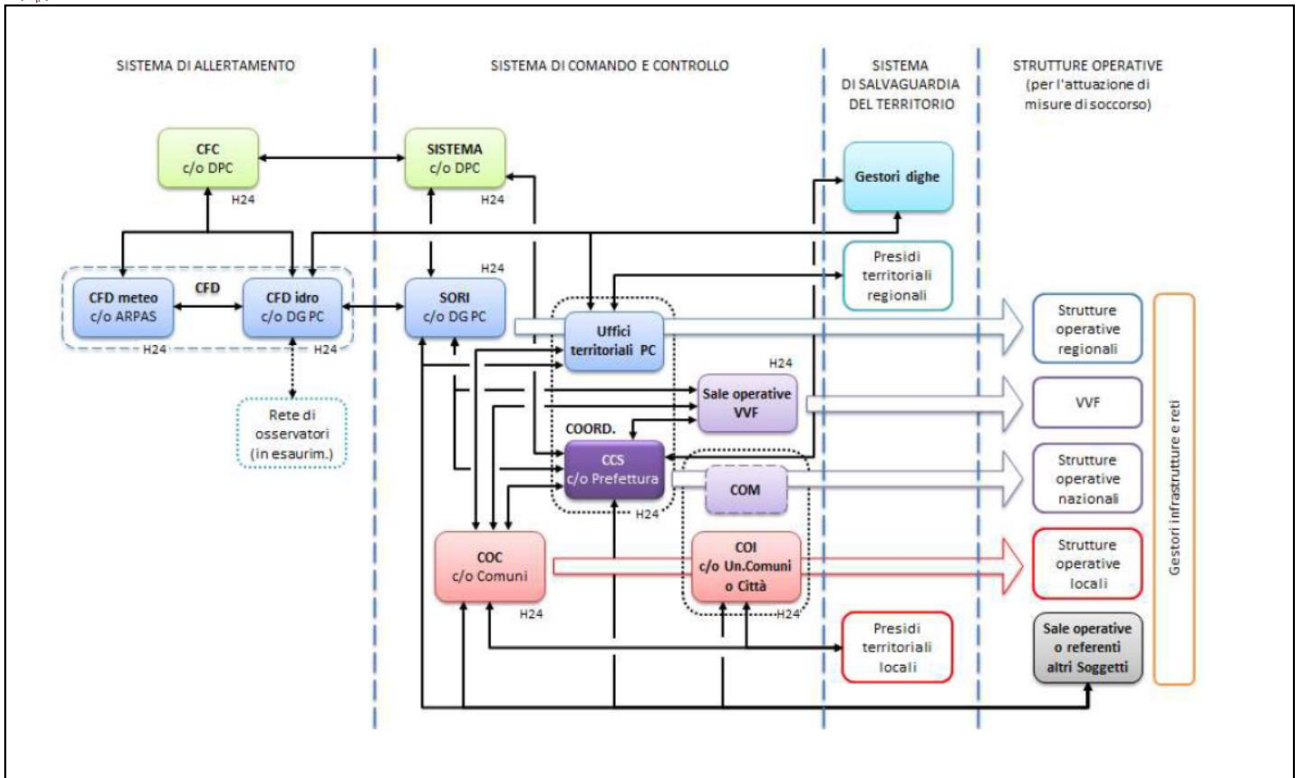 SISTEMA DI ALLERTAMENTO
SISTEMA DI COMANDO E CONTROLLO
SISTEMA
DI SALVAGUARDIA
DEL TERRITORIO
STRUTTURE OPERATIVE
(per l'attuazione di
misure di soccorso)
CFC
c/o DPC
H24
SISTEMA
c/o DPC
H24
Gestori dighe
CFD
CFD meteo
c/o ARPAS
H24
CFD idro
c/o DG PC
H24
H24
SORI
c/o DG PC
Presidi
territoriali
regionali
Uffici
territoriali PC
Strutture
operative
regionali
Rete di
osservatori
(in esaurim.)
H24
Sale operative
VVF
VVF
COORD.
CCS
c/o Prefettura
H24
COM
Strutture
operative
nazionali
COC
c/o Comuni
H24
COI
c/o Un.Comuni
o Città
H24
Strutture
operative
locali
Presidi
territoriali
locali
Sale operative
o referenti
altri Soggetti
Gestori infrastrutture e reti